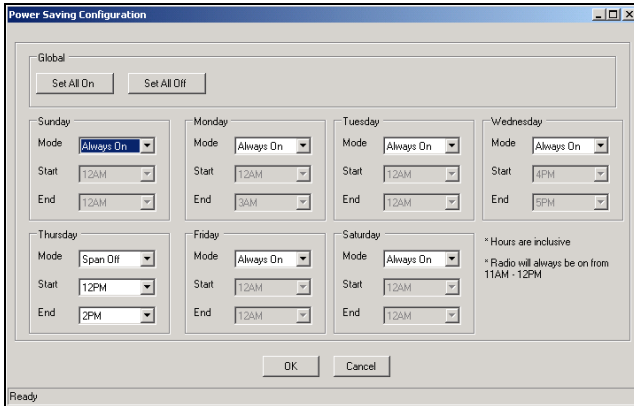 Power Saving Configuration
Global
Set All On
Set All Off
Sunday
Mode
Always On
Start
12AM
End
12AM
Monday
Mode
Always On
Start
12AM
End
3AM
Tuesday
Mode
Always On
Start
12AM
End
12AM
Wednesday
Mode
Always On
Start
4PM
End
5PM
Thursday
Mode
Span Off
Start
12PM
End
2PM
Friday
Mode
Always On
Start
12AM
End
12AM
Saturday
Mode
Always On
Start
12AM
End
12AM
* Hours are inclusive
* Radio will always be on from
11AM - 12PM
OK
Cancel
Ready